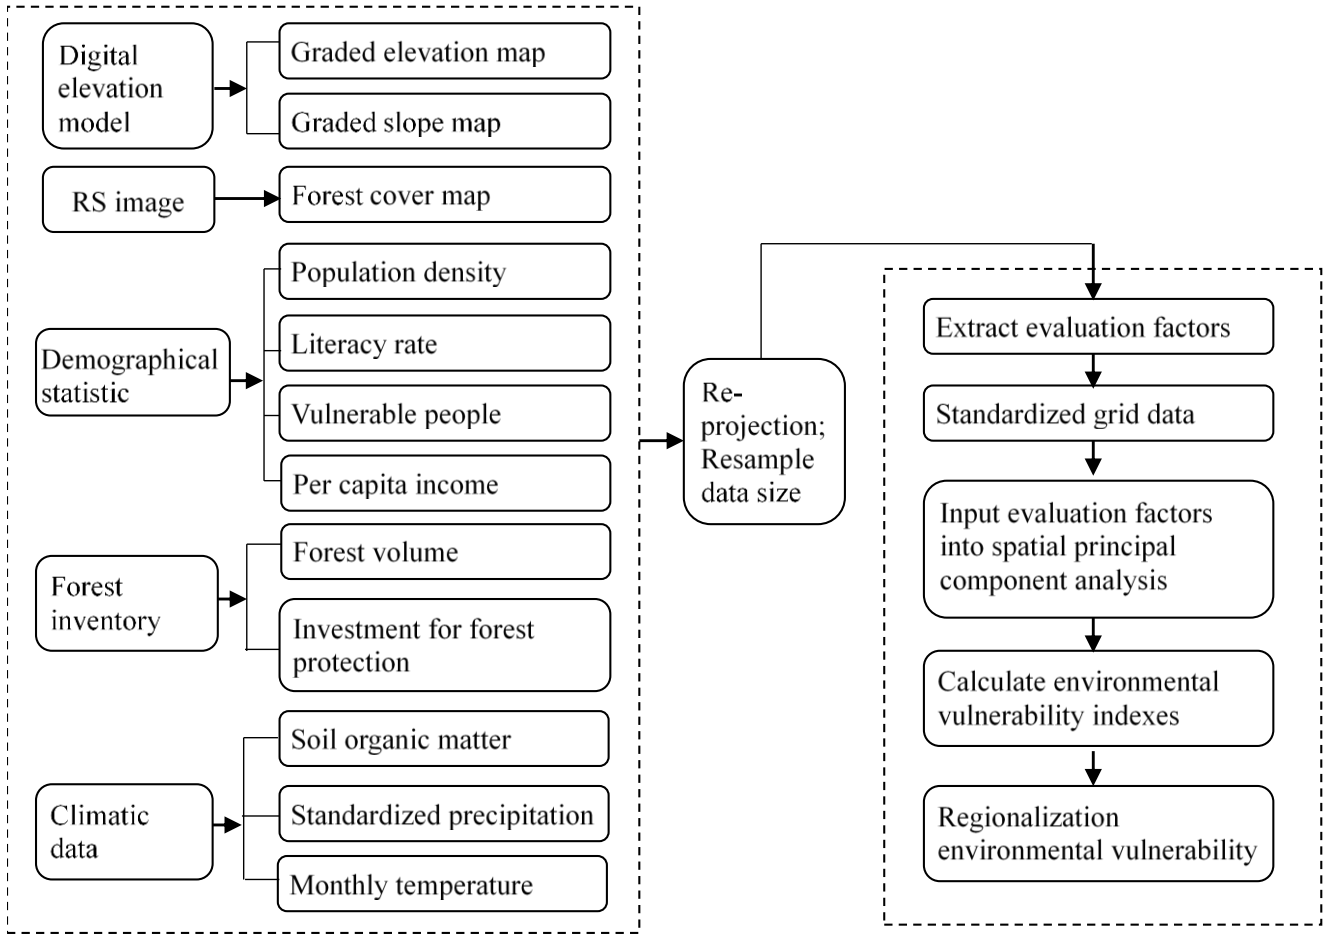 Digital
elevation
model
Graded elevation map
Graded slope map
RS image
Forest cover map
Demographical
statistic
Population density
Literacy rate
Vulnerable people
Per capita income
Forest
inventory
Forest volume
Investment for forest
protection
Climatic
data
Soil organic matter
Standardized precipitation
Monthly temperature
Re-
projection;
Resample
data size
Extract evaluation factors
Standardized grid data
Input evaluation factors
into spatial principal
component analysis
Calculate environmental
vulnerability indexes
Regionalization
environmental vulnerability